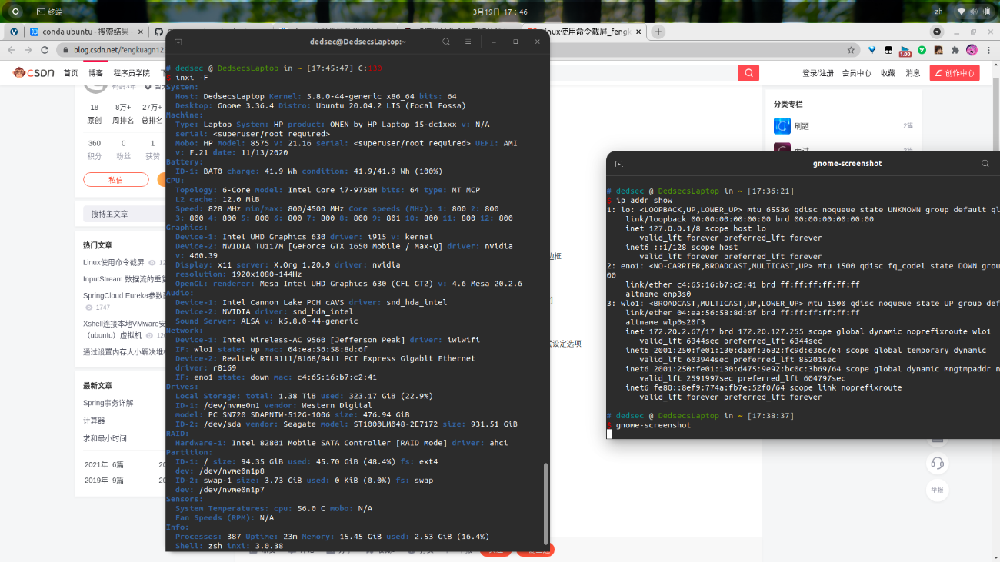 终端
3月19日 17：46
zh
conda ubuntu - 搜索结果
linux使用命令截屏_fengk
blog.csdn.net/fengkuagn12
1.00
CSDN
首页
博客
程序员学院
登录/注册
会员中心
收藏
消息
创作中心
18
8万+
27万+
原创
周排名
总排名
360
0
1
积分
粉丝
获赞
私信
搜博主文章
热门文章
Linux使用命令截屏
InputStream 数据流的重复
SpringCloud Eureka参数
1747
Xshell连接本地VMware安
（ubuntu）虚拟机
通过设置内存大小解决堆
最新文章
Spring事务详解
计算器
求和最小时间
2021年 6篇
2019年 9篇
dedsec@DedsecsLaptop:~
# dedsec @ DedsecsLaptop in ~ [17:45:47] C:130
$ inxi -F
System:
Host: DedsecsLaptop Kernel: 5.8.0-44-generic x86_64 bits: 64
Desktop: Gnome 3.36.4 Distro: Ubuntu 20.04.2 LTS (Focal Fossa)
Machine:
Type: Laptop System: HP product: OMEN by HP Laptop 15-dc1xxx v: N/A
serial: <superuser/root required>
Mobo: HP model: 8575 v: 21.16 serial: <superuser/root required> UEFI: AMI
v: F.21 date: 11/13/2020
Battery:
ID-1: BAT0 charge: 41.9 Wh condition: 41.9/41.9 Wh (100%)
CPU:
Topology: 6-Core model: Intel Core i7-9750H bits: 64 type: MT MCP
L2 cache: 12.0 MiB
Speed: 828 MHz min/max: 800/4500 MHz Core speeds (MHz): 1: 800 2: 800
3: 800 4: 800 5: 800 6: 800 7: 800 8: 800 9: 801 10: 800 11: 800 12: 800
Graphics:
Device-1: Intel UHD Graphics 630 driver: i915 v: kernel
Device-2: NVIDIA TU117M [GeForce GTX 1650 Mobile / Max-Q] driver: nvidia
v: 460.39
Display: x11 server: X.Org 1.20.9 driver: nvidia
resolution: 1920x1080~144Hz
OpenGL: renderer: Mesa Intel UHD Graphics 630 (CFL GT2) v: 4.6 Mesa 20.2.6
Audio:
Device-1: Intel Cannon Lake PCH cAVS driver: snd_hda_intel
Device-2: NVIDIA driver: snd_hda_intel
Sound Server: ALSA v: k5.8.0-44-generic
Network:
Device-1: Intel Wireless-AC 9560 [Jefferson Peak] driver: iwlwifi
IF: wlo1 state: up mac: 04:ea:56:58:8d:6f
Device-2: Realtek RTL8111/8168/8411 PCI Express Gigabit Ethernet
driver: r8169
IF: eno1 state: down mac: c4:65:16:b7:c2:41
Drives:
Local Storage: total: 1.38 TiB used: 323.17 GiB (22.9%)
ID-1: /dev/nvme0n1 vendor: Western Digital
model: PC SN720 SDAPNTW-512G-1006 size: 476.94 GiB
ID-2: /dev/sda vendor: Seagate model: ST1000LM048-2E7172 size: 931.51 GiB
RAID:
Hardware-1: Intel 82801 Mobile SATA Controller [RAID mode] driver: ahci
Partition:
ID-1: / size: 94.35 GiB used: 45.70 GiB (48.4%) fs: ext4
dev: /dev/nvme0n1p8
ID-2: swap-1 size: 3.73 GiB used: 0 KiB (0.0%) fs: swap
dev: /dev/nvme0n1p7
Sensors:
System Temperatures: cpu: 56.0 C mobo: N/A
Fan Speeds (RPM): N/A
Info:
Processes: 387 Uptime: 23m Memory: 15.45 GiB used: 2.53 GiB (16.4%)
Shell: zsh inxi: 3.0.38
边框
式设定选项
分类专栏
刷题
2篇
gnome-screenshot
# dedsec @ DedsecsLaptop in ~ [17:36:21]
$ ip addr show
1: lo: <LOOPBACK,UP,LOWER_UP> mtu 65536 qdisc noqueue state UNKNOWN group default ql
link/loopback 00:00:00:00:00:00 brd 00:00:00:00:00:00
inet 127.0.0.1/8 scope host lo
valid_lft forever preferred_lft forever
inet6 ::1/128 scope host
valid_lft forever preferred_lft forever
2: eno1: <NO-CARRIER,BROADCAST,MULTICAST,UP> mtu 1500 qdisc fq_codel state DOWN grou
00
link/ether c4:65:16:b7:c2:41 brd ff:ff:ff:ff:ff:ff
altname enp3s0
3: wlo1: <BROADCAST,MULTICAST,UP,LOWER_UP> mtu 1500 qdisc noqueue state UP group def
link/ether 04:ea:56:58:8d:6f brd ff:ff:ff:ff:ff:ff
altname wlp0s20f3
inet 172.20.2.67/17 brd 172.20.127.255 scope global dynamic noprefixroute wlo1
valid_lft 6344sec preferred_lft 6344sec
inet6 2001:250:fe01:130:da0f:3682:fc9d:e36c/64 scope global temporary dynamic
valid_lft 603944sec preferred_lft 85201sec
inet6 2001:250:fe01:130:d475:9e92:bc0c:3b69/64 scope global dynamic mngtmpaddr n
valid_lft 2591997sec preferred_lft 604797sec
inet6 fe80::8ef9:774a:fb7e:52f0/64 scope link noprefixroute
valid_lft forever preferred_lft forever
# dedsec @ DedsecsLaptop in ~ [17:38:37]
$ gnome-screenshot
举报